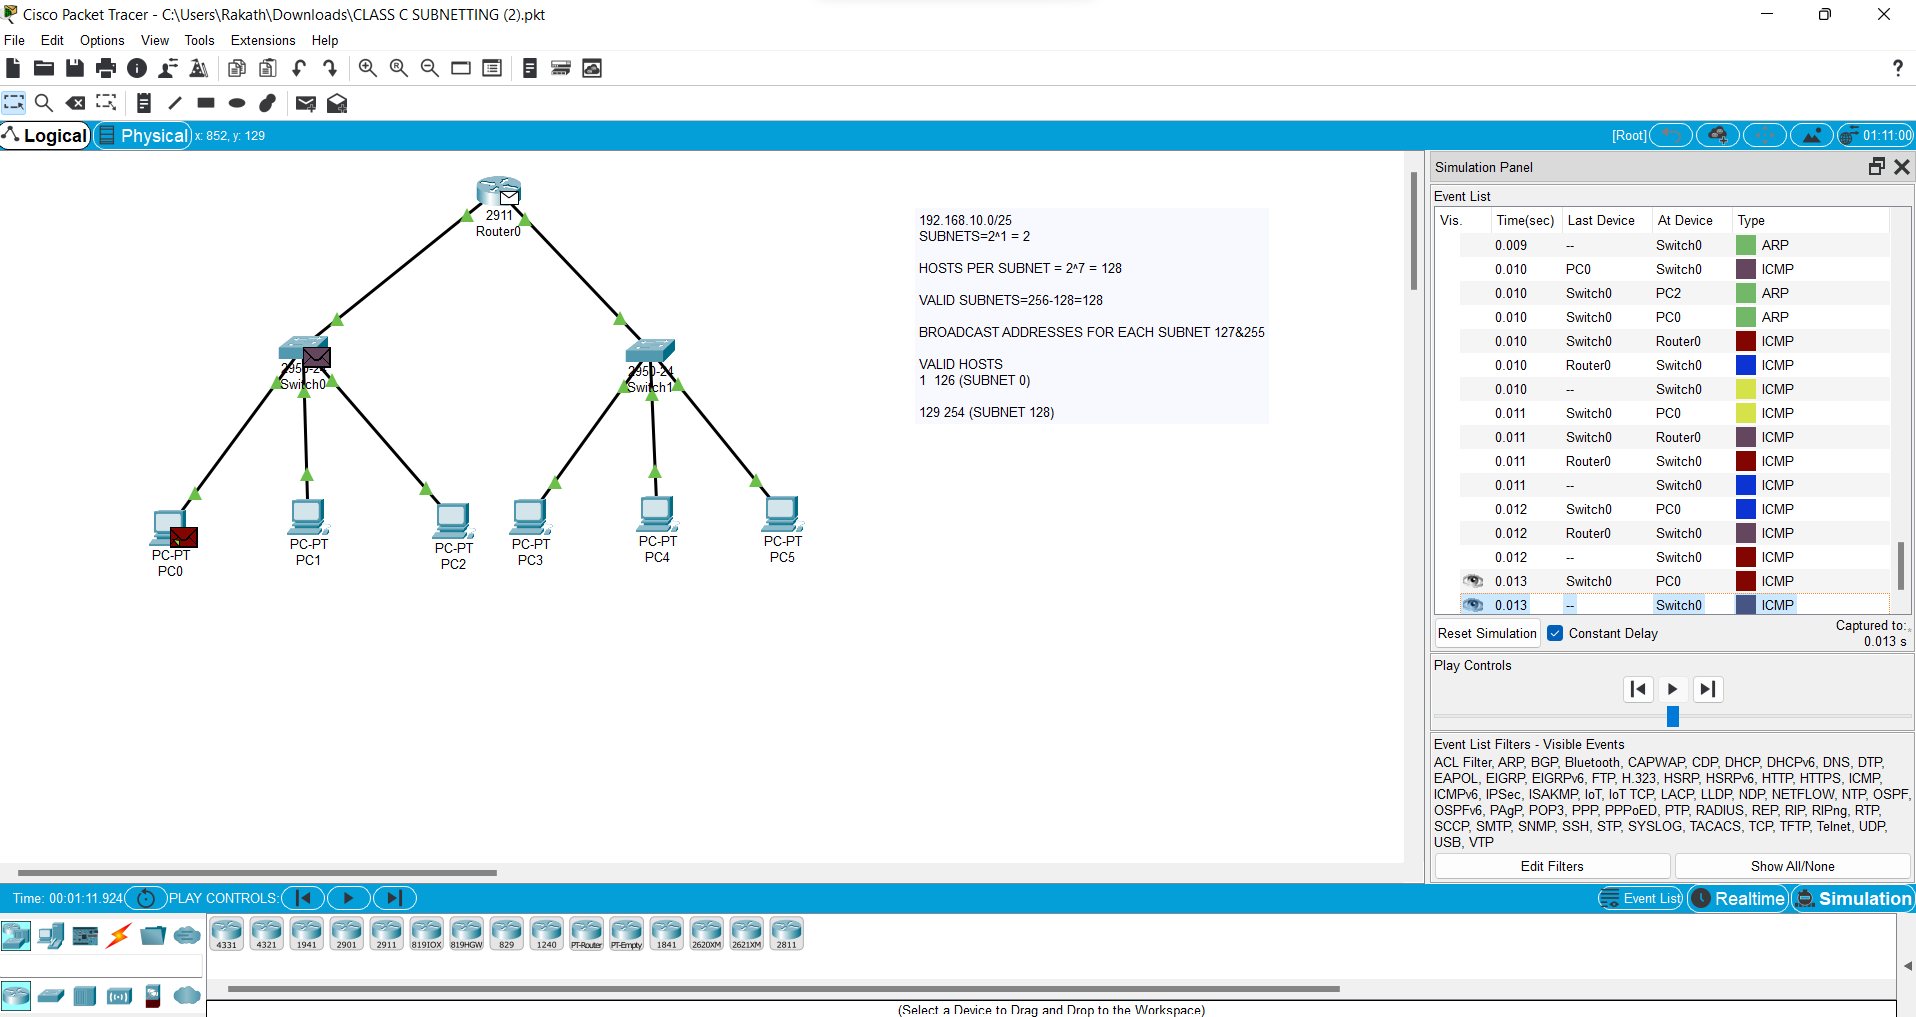 Cisco Packet Tracer - C:\Users\Rakath\Downloads\CLASS C SUBNETTING (2).pkt
File Edit Options View Tools Extensions Help
?
Logical Physical x: 852, y: 129 [Root] 01:11:00
2911
Router0
2950-24
Switch0
2950-24
Switch1
PC-PT
PC0
PC-PT
PC1
PC-PT
PC2
PC-PT
PC3
PC-PT
PC4
PC-PT
PC5
192.168.10.0/25
SUBNETS=2^1 = 2
HOSTS PER SUBNET = 2^7 = 128
VALID SUBNETS=256-128=128
BROADCAST ADDRESSES FOR EACH SUBNET 127&255
VALID HOSTS
1 126 (SUBNET 0)
129 254 (SUBNET 128)
Simulation Panel
Event List
Vis. Time(sec) Last Device At Device Type
0.009 -- Switch0 ARP
0.010 PC0 Switch0 ICMP
0.010 Switch0 PC2 ARP
0.010 Switch0 PC0 ARP
0.010 Switch0 Router0 ICMP
0.010 Router0 Switch0 ICMP
0.010 -- Switch0 ICMP
0.011 Switch0 PC0 ICMP
0.011 Switch0 Router0 ICMP
0.011 Router0 Switch0 ICMP
0.011 -- Switch0 ICMP
0.012 Switch0 PC0 ICMP
0.012 Router0 Switch0 ICMP
0.012 -- Switch0 ICMP
0.013 Switch0 PC0 ICMP
0.013 -- Switch0 ICMP
Reset Simulation Constant Delay Captured to:
0.013 s
Play Controls
Event List Filters - Visible Events
ACL Filter, ARP, BGP, Bluetooth, CAPWAP, CDP, DHCP, DHCPv6, DNS, DTP,
EAPOL, EIGRP, EIGRPv6, FTP, H.323, HSRP, HSRPv6, HTTP, HTTPS, ICMP,
ICMPv6, IPSec, ISAKMP, IoT, IoT TCP, LACP, LLDP, NDP, NETFLOW, NTP, OSPF,
OSPFv6, PAgP, POP3, PPP, PPPoED, PTP, RADIUS, REP, RIP, RIPng, RTP,
SCCP, SMTP, SNMP, SSH, STP, SYSLOG, TACACS, TCP, TFTP, Telnet, UDP,
USB, VTP
Edit Filters Show All/None
Time: 00:01:11.924 PLAY CONTROLS: Event List Realtime Simulation
4331 4321 1941 2901 2911 819IOX 819HGW 829 1240 PT-Router PT-Empty 1841 2620XM 2621XM 2811
(Select a Device to Drag and Drop to the Workspace)